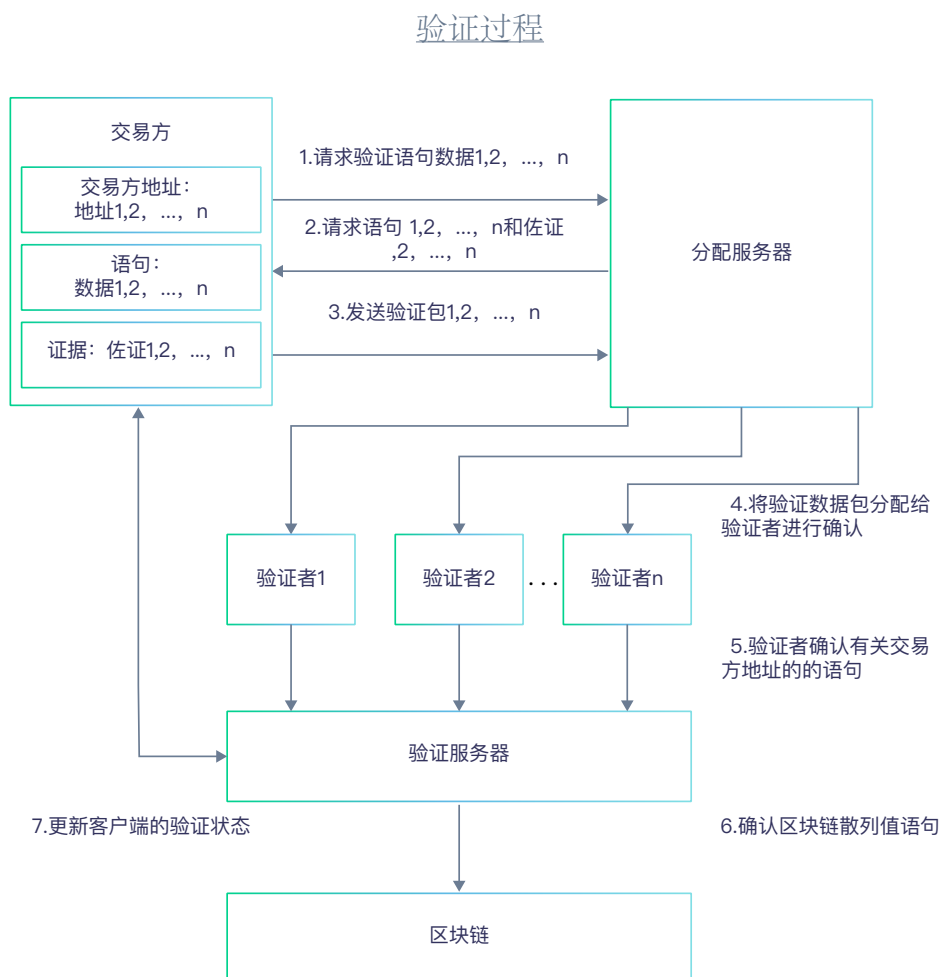 验证过程
交易方
交易方地址：
地址1,2，...，n
语句：
数据1,2，...，n
证据：佐证1,2，...，n
1.请求验证语句数据1,2，...，n
2.请求语句 1,2，...，n和佐证
,2，...，n
3.发送验证包1,2，...，n
分配服务器
4.将验证数据包分配给
验证者进行确认
验证者1
验证者2
...
验证者n
5.验证者确认有关交易
方地址的的语句
验证服务器
7.更新客户端的验证状态
6.确认区块链散列值语句
区块链